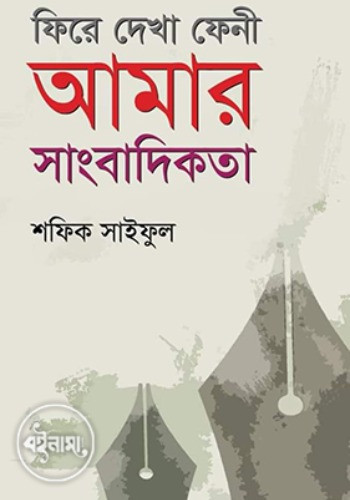 ফিরে দেখা ফেনী
আমার
সাংবাদিকতা
শফিক সাইফুল
বইনামা